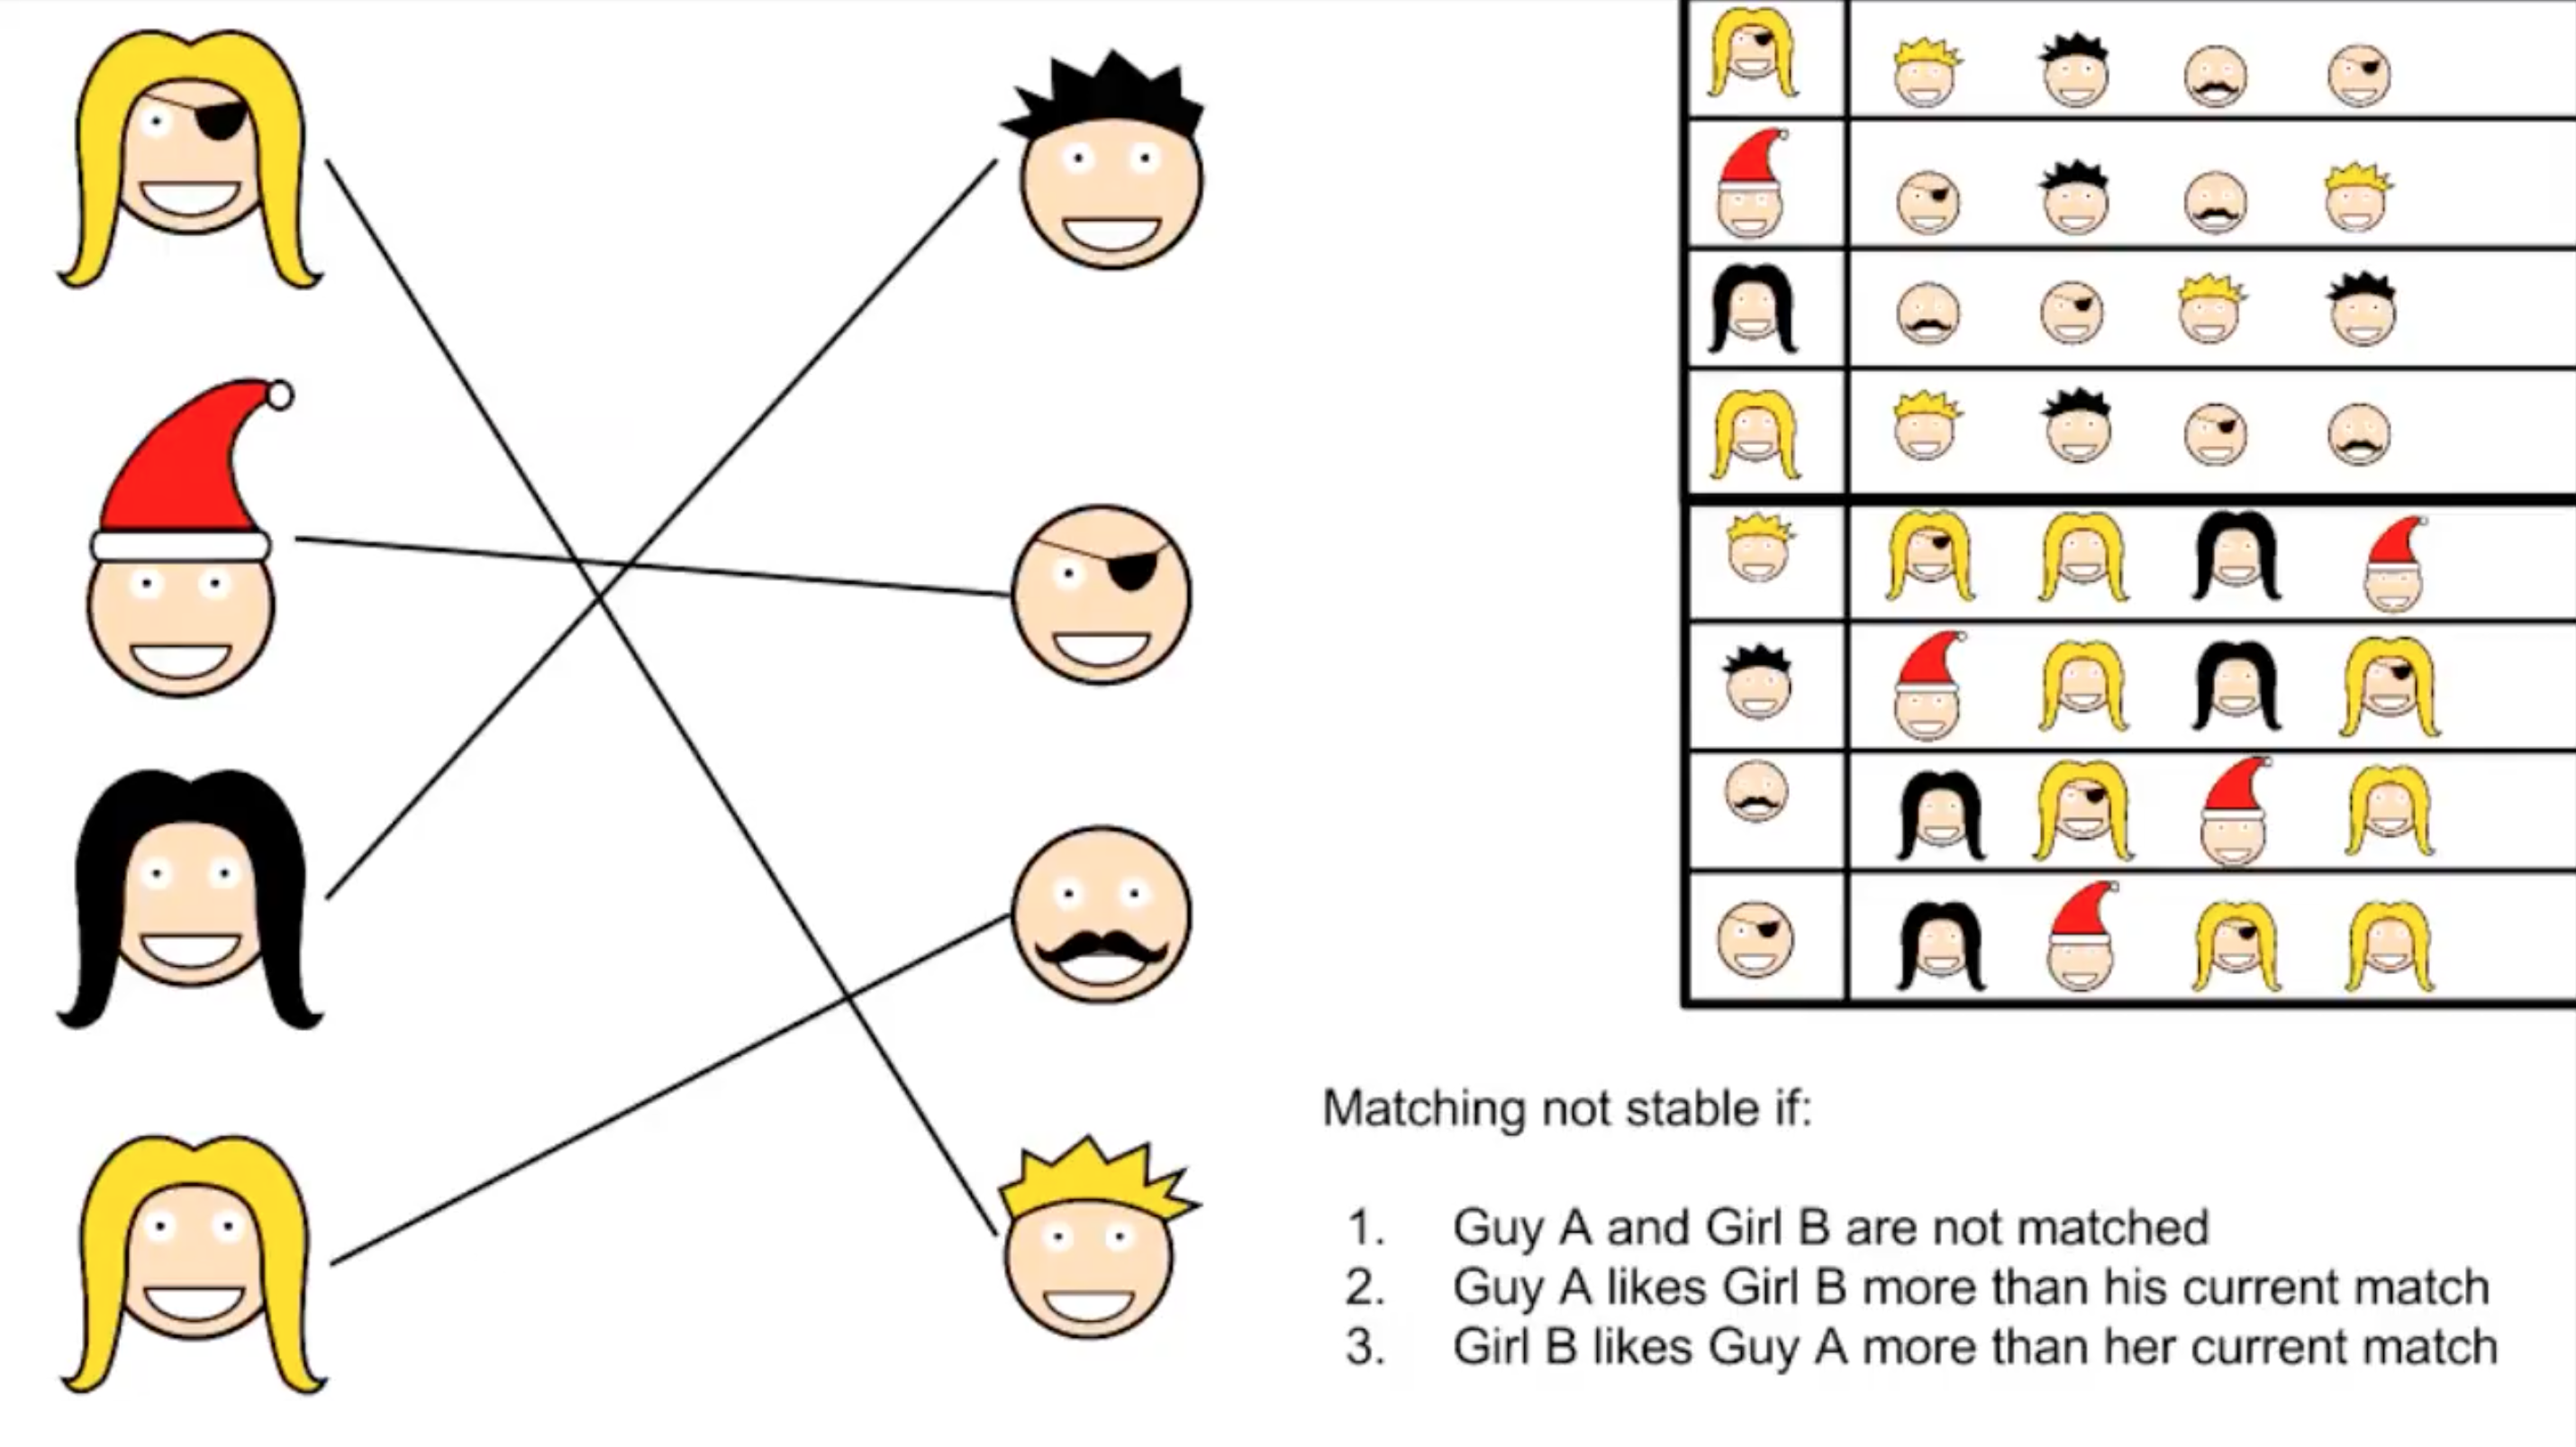 Matching not stable if:
1. Guy A and Girl B are not matched
2. Guy A likes Girl B more than his current match
3. Girl B likes Guy A more than her current match